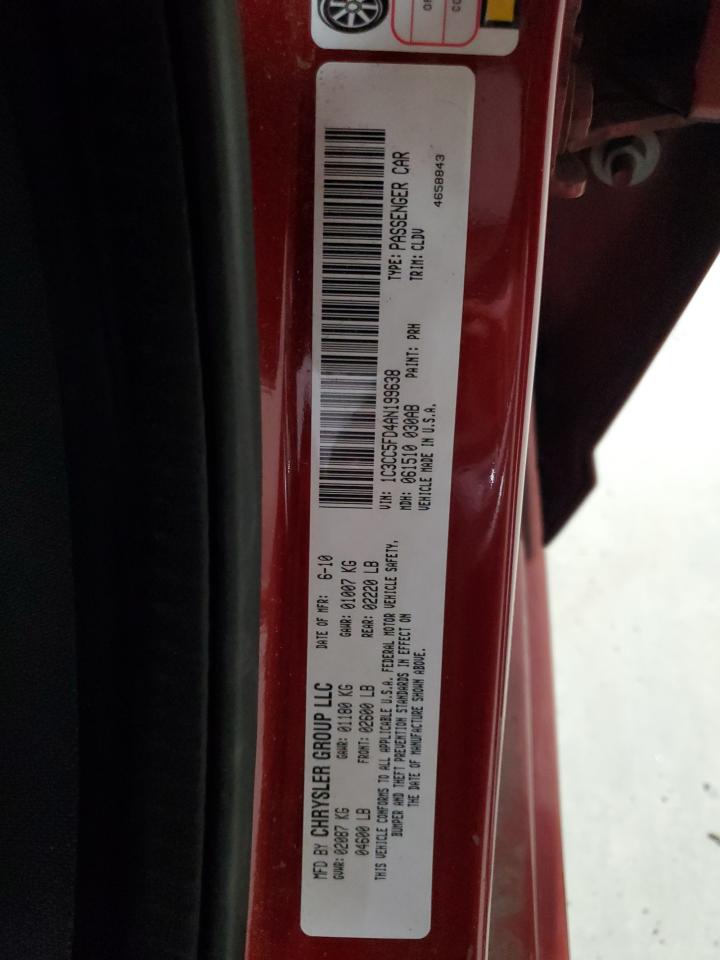 MFD BY CHRYSLER GROUP LLC DATE OF MFR: 6-10
GVWR: 02087 KG GAWR: 01180 KG GAWR: 01007 KG
04600 LB FRONT: 02600 LB REAR: 02220 LB
THIS VEHICLE CONFORMS TO ALL APPLICABLE U.S.A. FEDERAL MOTOR VEHICLE SAFETY,
BUMPER AND THEFT PREVENTION STANDARDS IN EFFECT ON
THE DATE OF MANUFACTURE SHOWN ABOVE.
VIN: 1C3CC5FD4AN199638 TYPE: PASSENGER CAR
MDH: 061510 030AB PAINT: PRH TRIM: CLDV
VEHICLE MADE IN U.S.A.
4658843